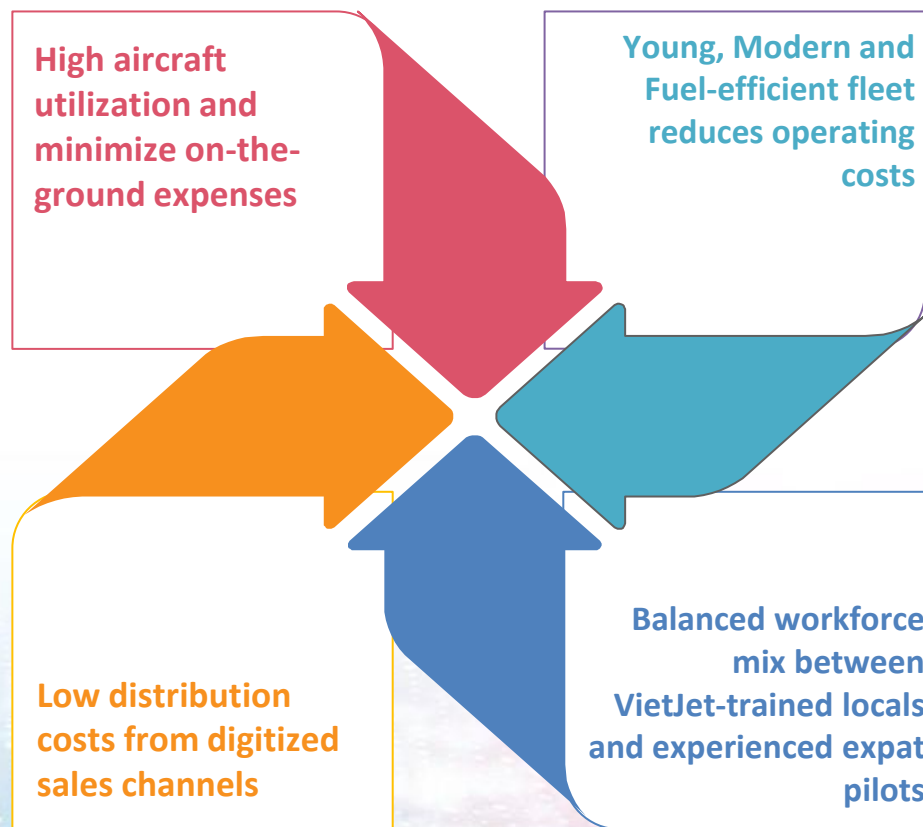 High aircraft
utilization and
minimize on-the-
ground expenses
Young, Modern and
Fuel-efficient fleet
reduces operating
costs
Low distribution
costs from digitized
sales channels
Balanced workforce
mix between
VietJet-trained locals
and experienced expat
pilots